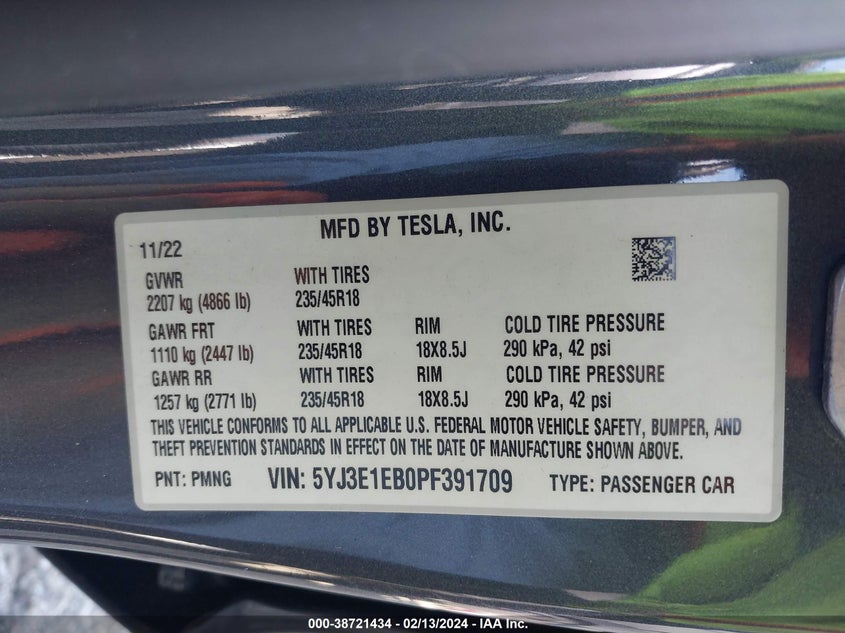 MFD BY TESLA, INC.
11/22
GVWR WITH TIRES
2207 kg (4866 lb) 235/45R18
GAWR FRT WITH TIRES RIM COLD TIRE PRESSURE
1110 kg (2447 lb) 235/45R18 18X8.5J 290 kPa, 42 psi
GAWR RR WITH TIRES RIM COLD TIRE PRESSURE
1257 kg (2771 lb) 235/45R18 18X8.5J 290 kPa, 42 psi
THIS VEHICLE CONFORMS TO ALL APPLICABLE U.S. FEDERAL MOTOR VEHICLE SAFETY, BUMPER, AND
THEFT PREVENTION STANDARDS IN EFFECT ON THE DATE OF MANUFACTURE SHOWN ABOVE.
PNT: PMNG VIN: 5YJ3E1EB0PF391709 TYPE: PASSENGER CAR
000-38721434 - 02/13/2024 - IAA Inc.